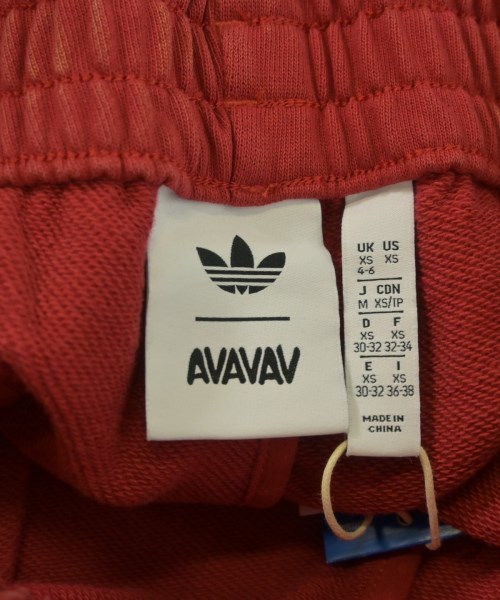 AVAVAV
UK US
XS XS
4-6
J CDN
M XS/TP
D F
XS XS
30-32 32-34
E I
XS XS
30-32 36-38
MADE IN
CHINA